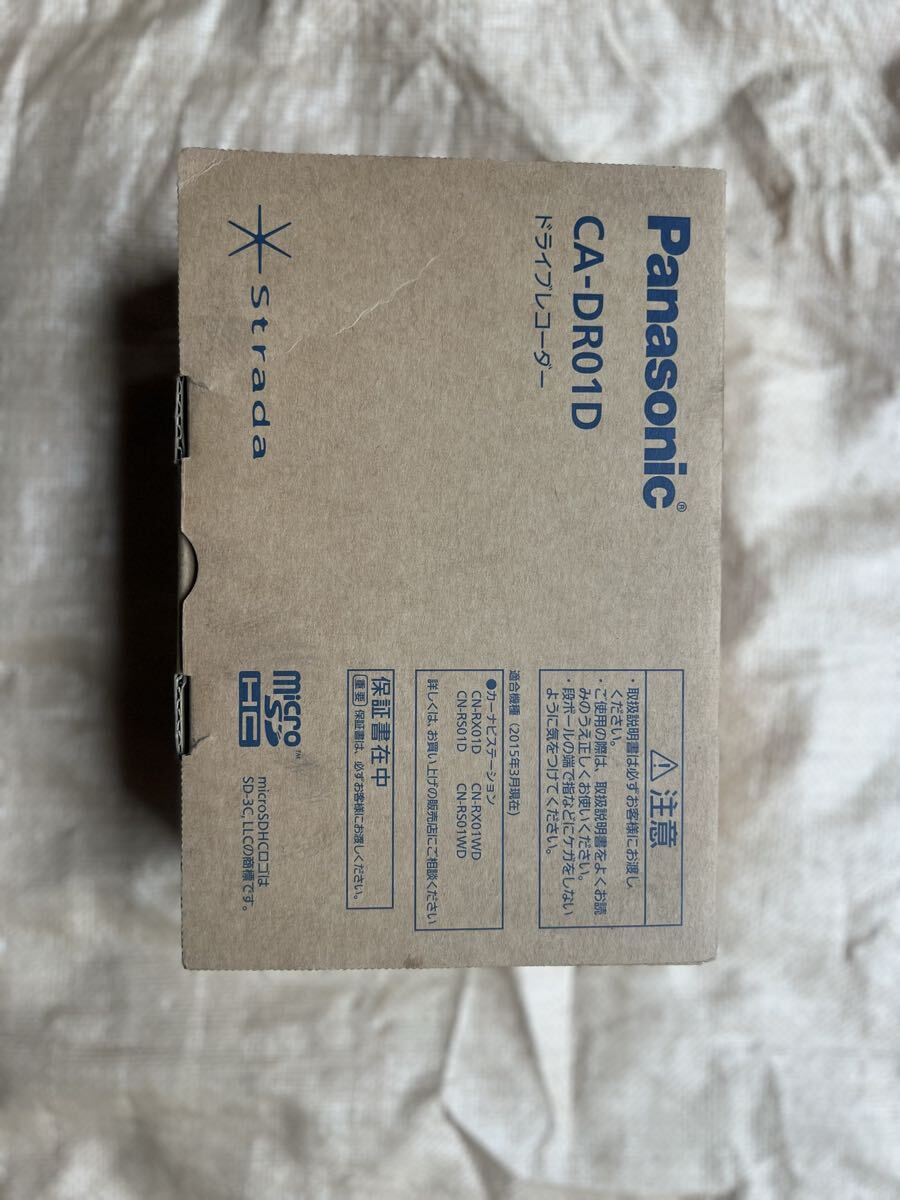 Panasonic®
CA-DR01D
ドライブレコーダー
Strada
⚠注意
・取扱説明書は必ずお客様にお渡し
ください。
・ご使用の際は、取扱説明書をよくお読
みのうえ正しくお使いください。
・段ボールの端で指などにケガをしない
ように気をつけてください。
適合機種 (2015年3月現在)
●カーナビステーション
CN-RX01D CN-RX01WD
CN-RS01D CN-RS01WD
詳しくは、お買い上げの販売店にご相談ください
保証書在中
重要 保証書は、必ずお客様にお渡しください。
micro
SD
HC
TM
microSDHCロゴは
SD-3C, LLCの商標です。